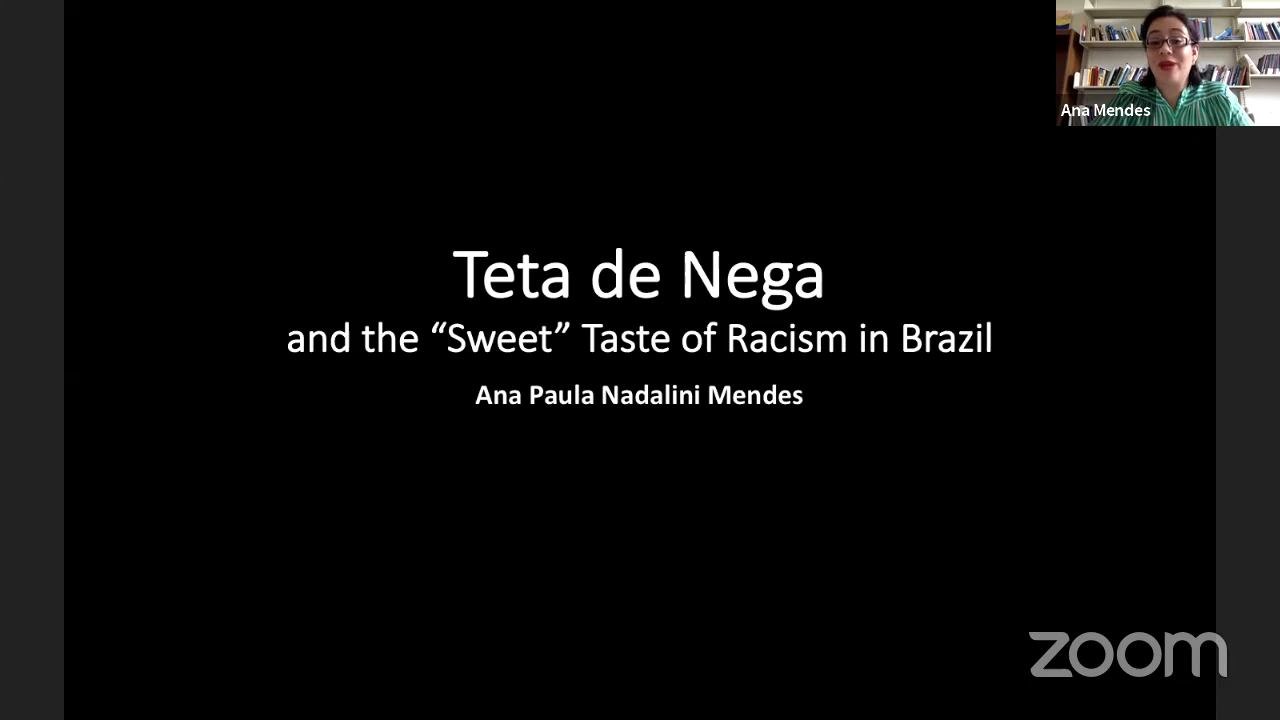 Ana Mendes
Teta de Nega
and the “Sweet” Taste of Racism in Brazil
Ana Paula Nadalini Mendes
zoom